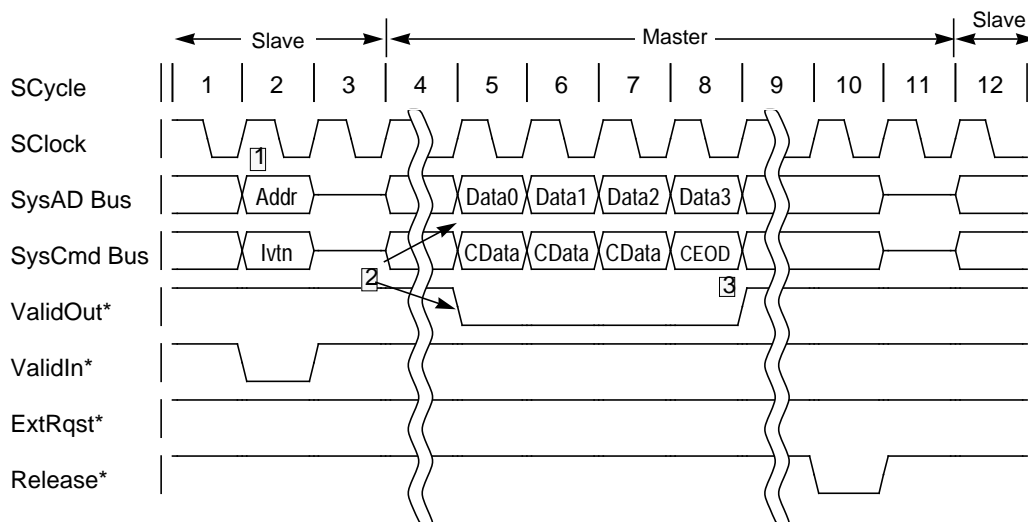 Slave Master Slave
SCycle 1 2 3 4 5 6 7 8 9 10 11 12
SClock
1
SysAD Bus Addr Data0 Data1 Data2 Data3
SysCmd Bus Ivtn CData CData CData CEOD
2 3
ValidOut*
ValidIn*
ExtRqst*
Release*